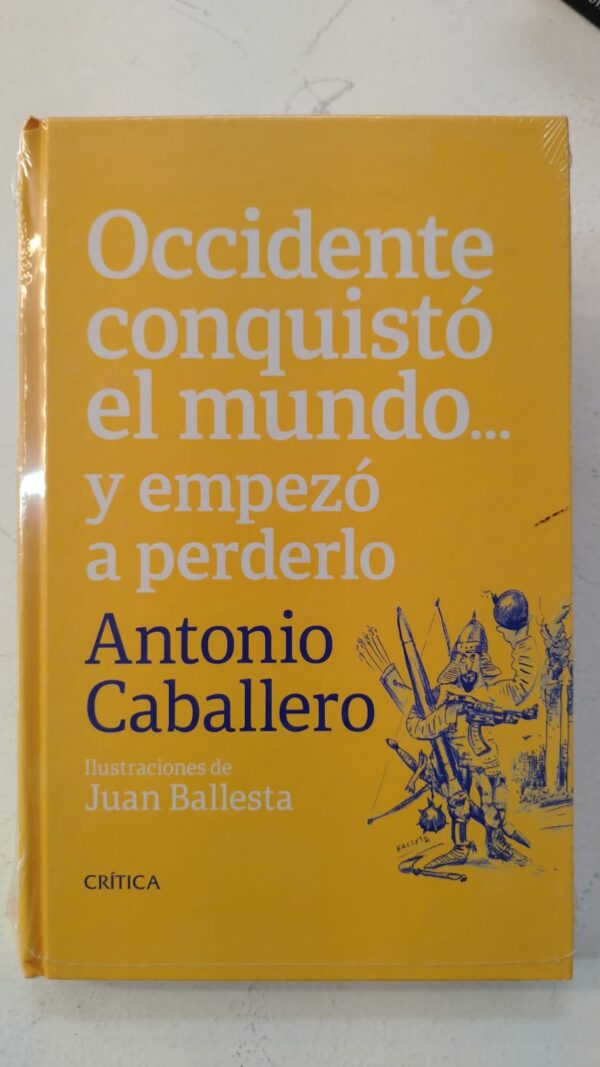 Occidente
conquistó
el mundo...
y empezó
a perderlo
Antonio
Caballero
Ilustraciones de
Juan Ballesta
CRÍTICA